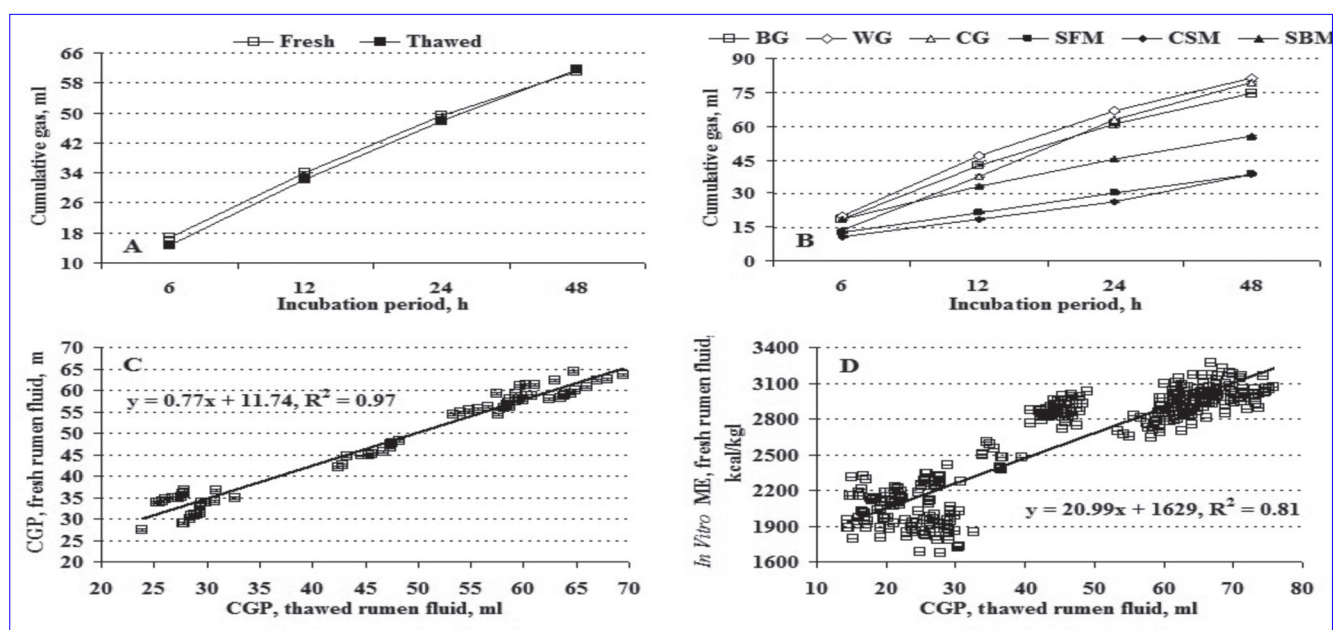 Fresh Thawed
66
58
50
42
34
26
18
10
Cumulative gas, ml
A
6 12 24 48
Incubation period, h
BG WG CG SFM CSM SBM
90
75
60
45
30
15
0
Cumulative gas, ml
B
6 12 24 48
Incubation period, h
70
65
60
55
50
45
40
35
30
25
20
CGP, fresh rumen fluid, m
C
y = 0.77x + 11.74, R² = 0.97
20 25 30 35 40 45 50 55 60 65 70
CGP, thawed rumen fluid, ml
3400
3100
2800
2500
2200
1900
1600
In Vitro ME, fresh rumen fluid,
kcal/kgl
D
y = 20.99x + 1629, R² = 0.81
10 20 30 40 50 60 70 80
CGP, thawed rumen fluid, ml